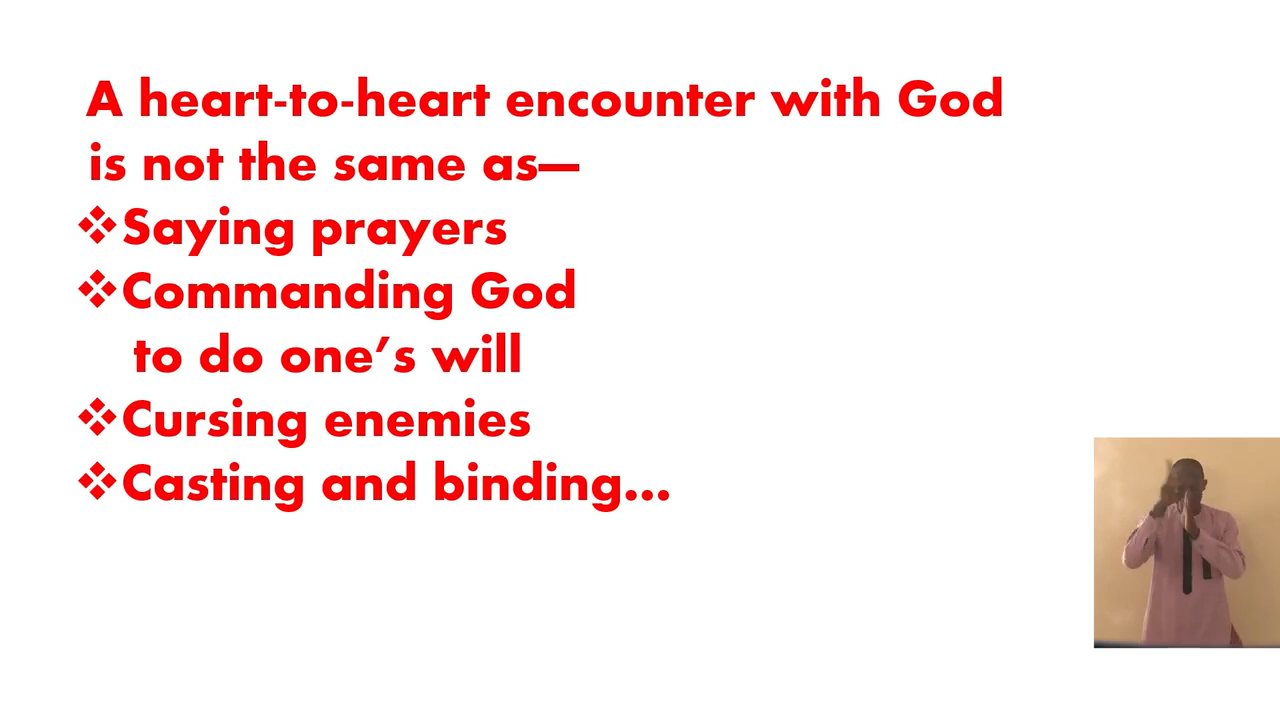 A heart-to-heart encounter with God
is not the same as—
❖Saying prayers
❖Commanding God
to do one’s will
❖Cursing enemies
❖Casting and binding...